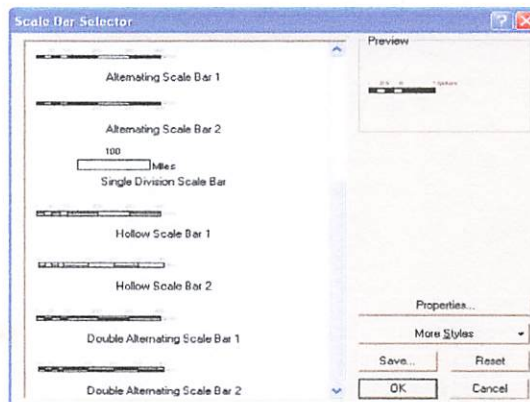 Scale Bar Selector
Alternating Scale Bar 1
Alternating Scale Bar 2
100
Miles
Single Division Scale Bar
Hollow Scale Bar 1
Hollow Scale Bar 2
Double Alternating Scale Bar 1
Double Alternating Scale Bar 2
Preview
Properties...
More Styles
Save...
Reset
OK
Cancel